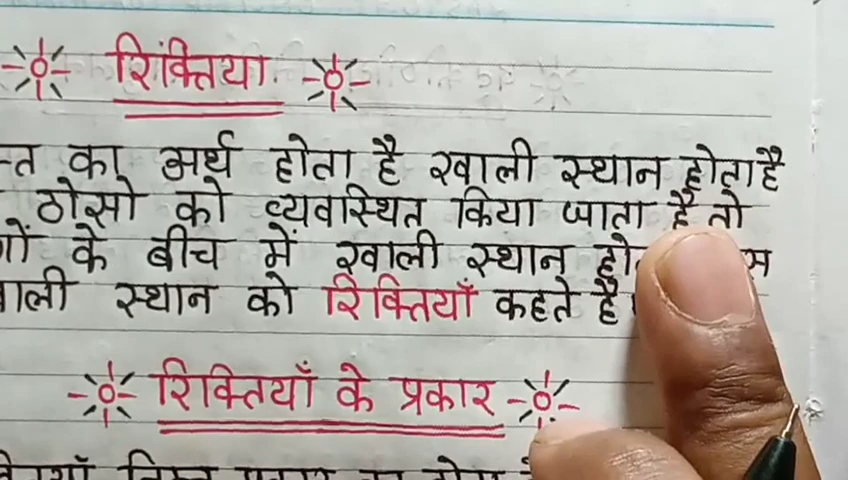 रिक्तिया
का अर्थ होता है खाली स्थान होता है
ठोसो को व्यवस्थित किया जाता है तो
के बीच में खाली स्थान
स्थान को रिक्तियाँ कहते है
रिक्तियाँ के प्रकार